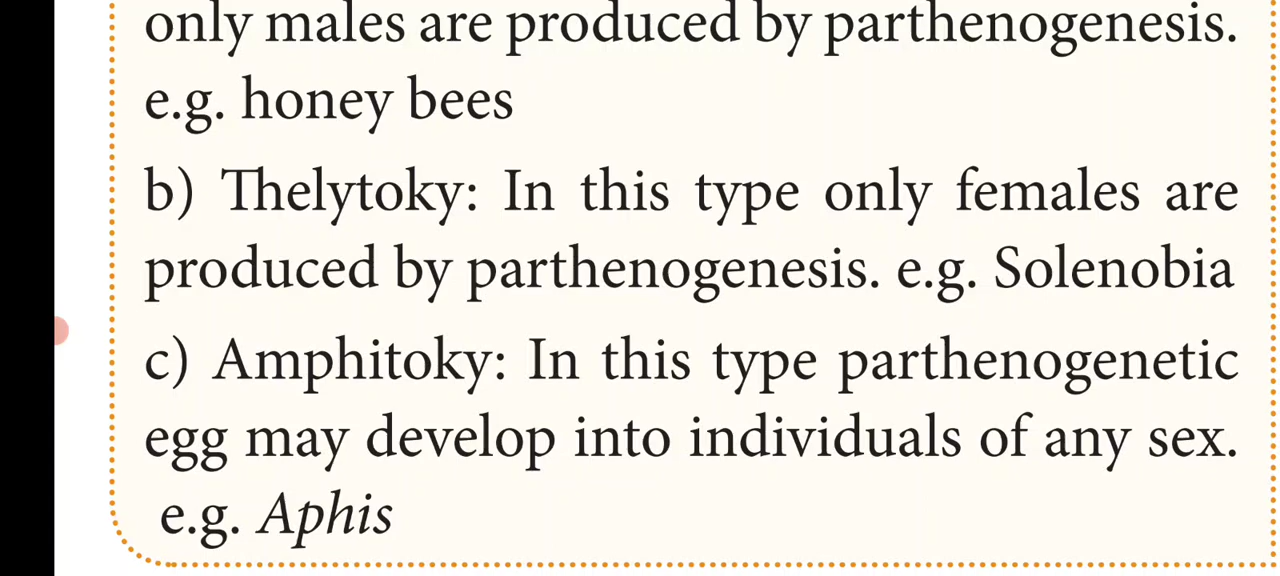 only males are produced by parthenogenesis.
e.g. honey bees
b) Thelytoky: In this type only females are
produced by parthenogenesis. e.g. Solenobia
c) Amphitoky: In this type parthenogenetic
egg may develop into individuals of any sex.
e.g. Aphis